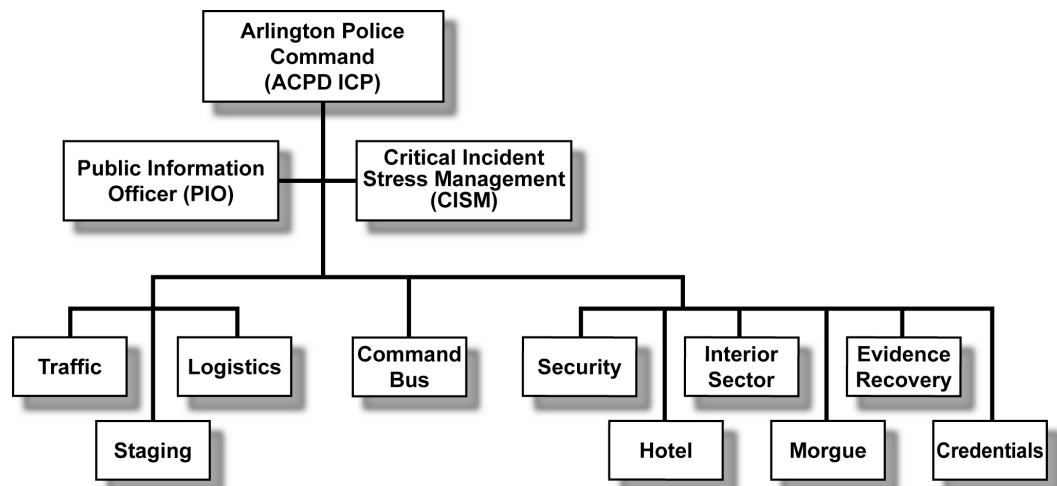 Arlington Police
Command
(ACPD ICP)
Public Information
Officer (PIO)
Critical Incident
Stress Management
(CISM)
Traffic
Logistics
Command
Bus
Security
Interior
Sector
Evidence
Recovery
Staging
Hotel
Morgue
Credentials